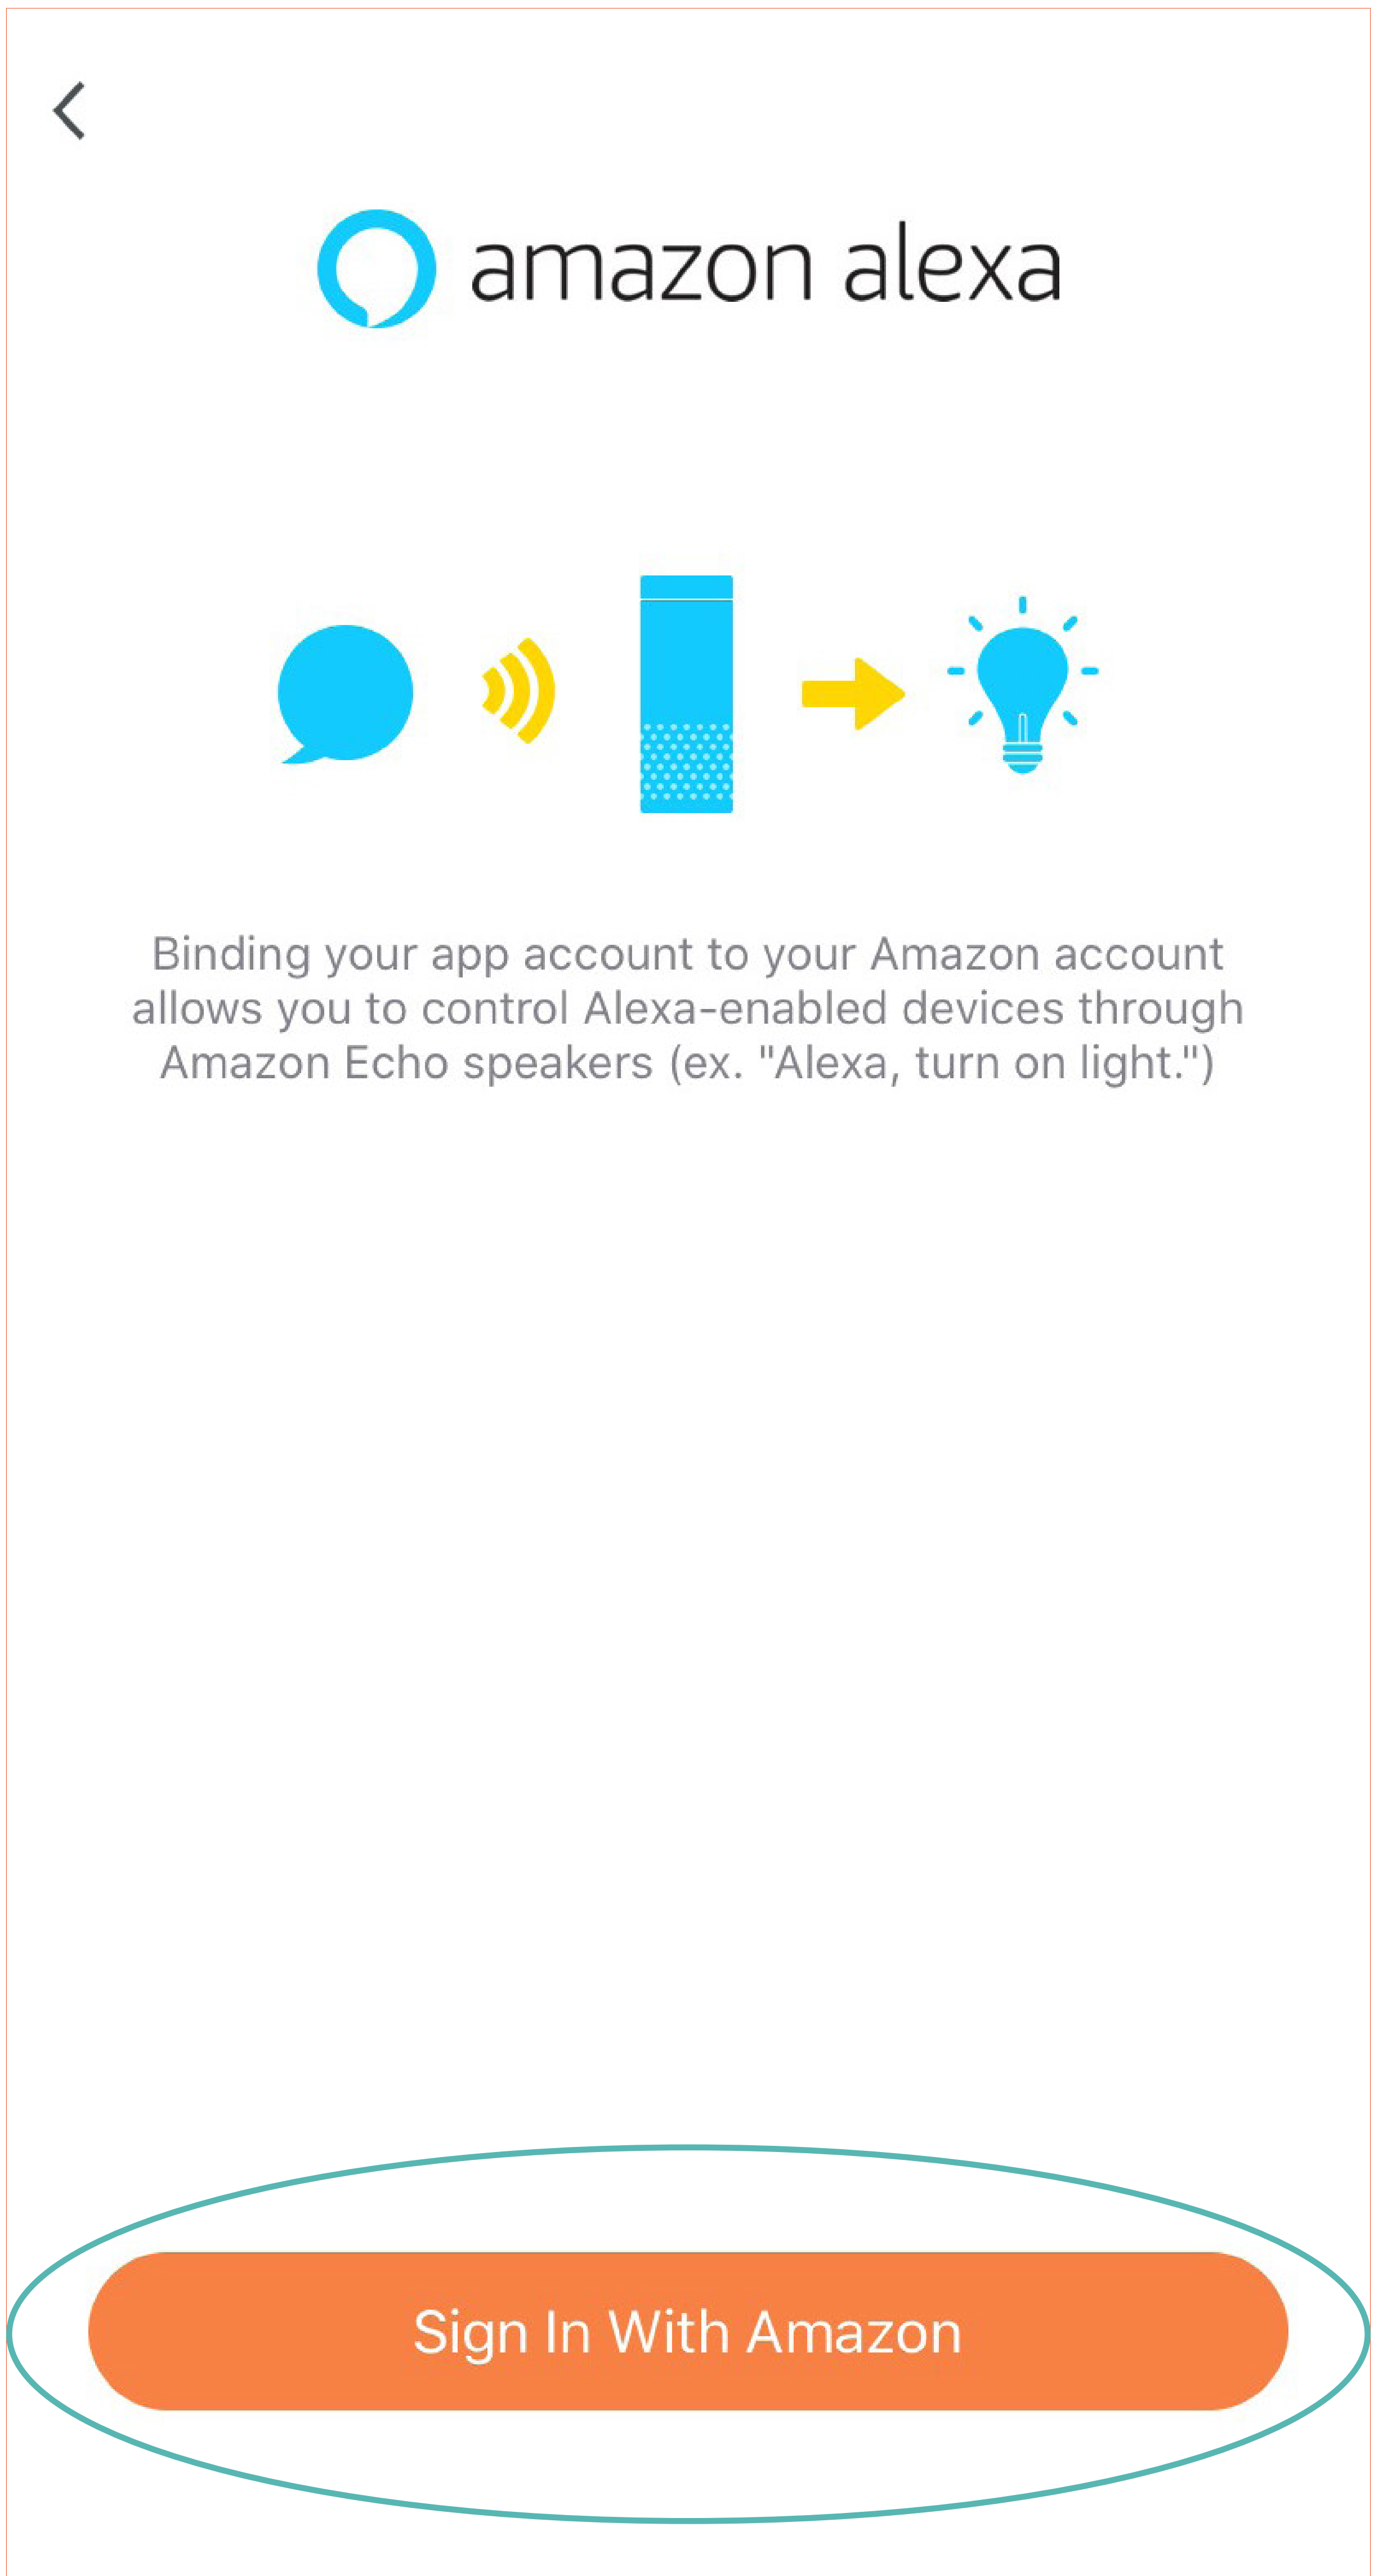 amazon alexa
Binding your app account to your Amazon account
allows you to control Alexa-enabled devices through
Amazon Echo speakers (ex. "Alexa, turn on light.")
Sign In With Amazon